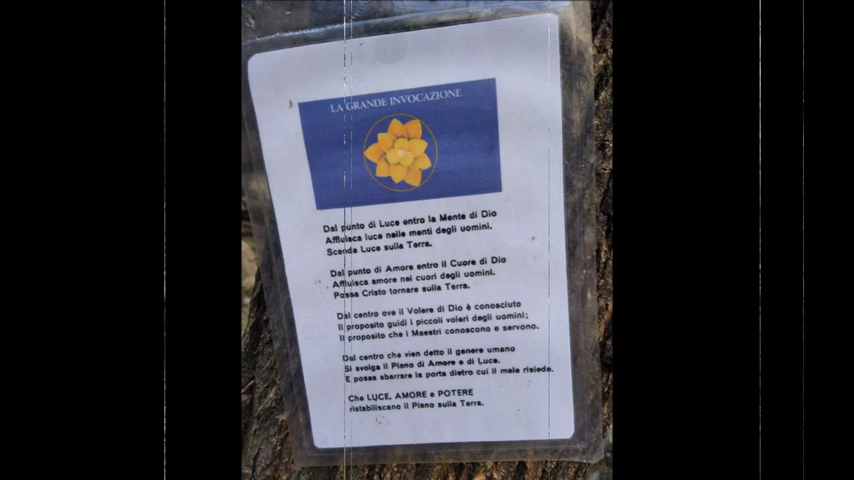 LA GRANDE INVOCAZIONE
Dal punto di Luce entro la Mente di Dio
Affluisca luce nelle menti degli uomini.
Scenda Luce sulla Terra.
Dal punto di Amore entro il Cuore di Dio
Affluisca amore nei cuori degli uomini.
Possa Cristo tornare sulla Terra.
Dal centro ove il Volere di Dio è conosciuto
Il proposito guidi i piccoli voleri degli uomini;
Il proposito che i Maestri conoscono e servono.
Dal centro che vien detto il genere umano
Si svolga il Piano di Amore e di Luce.
E possa sbarrare la porta dietro cui il male risiede.
Che LUCE, AMORE e POTERE
ristabiliscano il Piano sulla Terra.